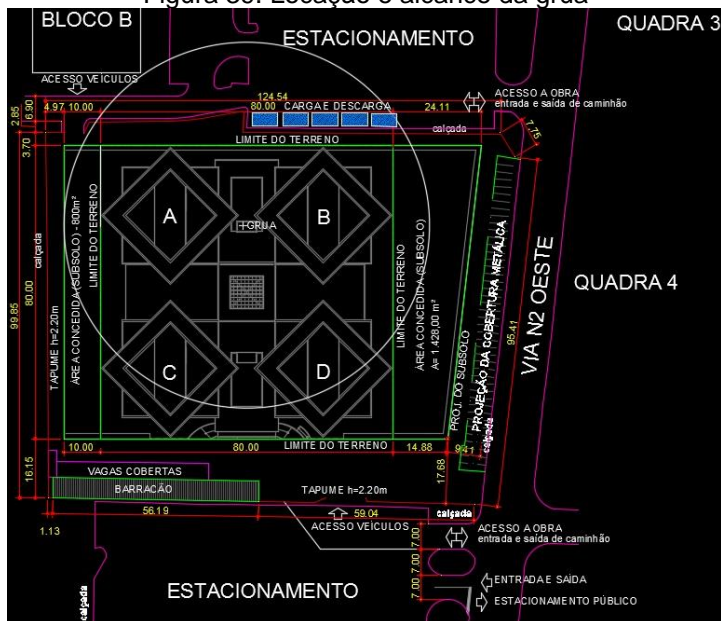 Figura 36: Locação e alcance da grua
BLOCO B
ESTACIONAMENTO
QUADRA 3
ACESSO VEÍCULOS
124.54
4.97
10.00
80.00
CARGA E DESCARGA
24.11
ACESSO A OBRA
entrada e saída de caminhão
2.85
6.90
calçada
7.75
LIMITE DO TERRENO
3.70
calçada
99.85
80.00
TAPUME h=2.20m
ÁREA CONCEDIDA (SUBSOLO) - 800m²
LIMITE DO TERRENO
A
B
GRUA
C
D
LIMITE DO TERRENO
ÁREA CONCEDIDA (SUBSOLO)
A= 1.428,00 m²
PROJ. DO SUBSOLO
PROJEÇÃO DA COBERTURA METÁLICA
95.41
VIA N2 OESTE
QUADRA 4
10.00
80.00
LIMITE DO TERRENO
14.88
9.41
calçada
16.15
17.68
VAGAS COBERTAS
BARRACÃO
TAPUME h=2.20m
1.13
56.19
59.04
calçada
ACESSO VEÍCULOS
7.00
ACESSO A OBRA
entrada e saída de caminhão
7.00
7.00
ENTRADA E SAÍDA
ESTACIONAMENTO PÚBLICO
ESTACIONAMENTO
calçada